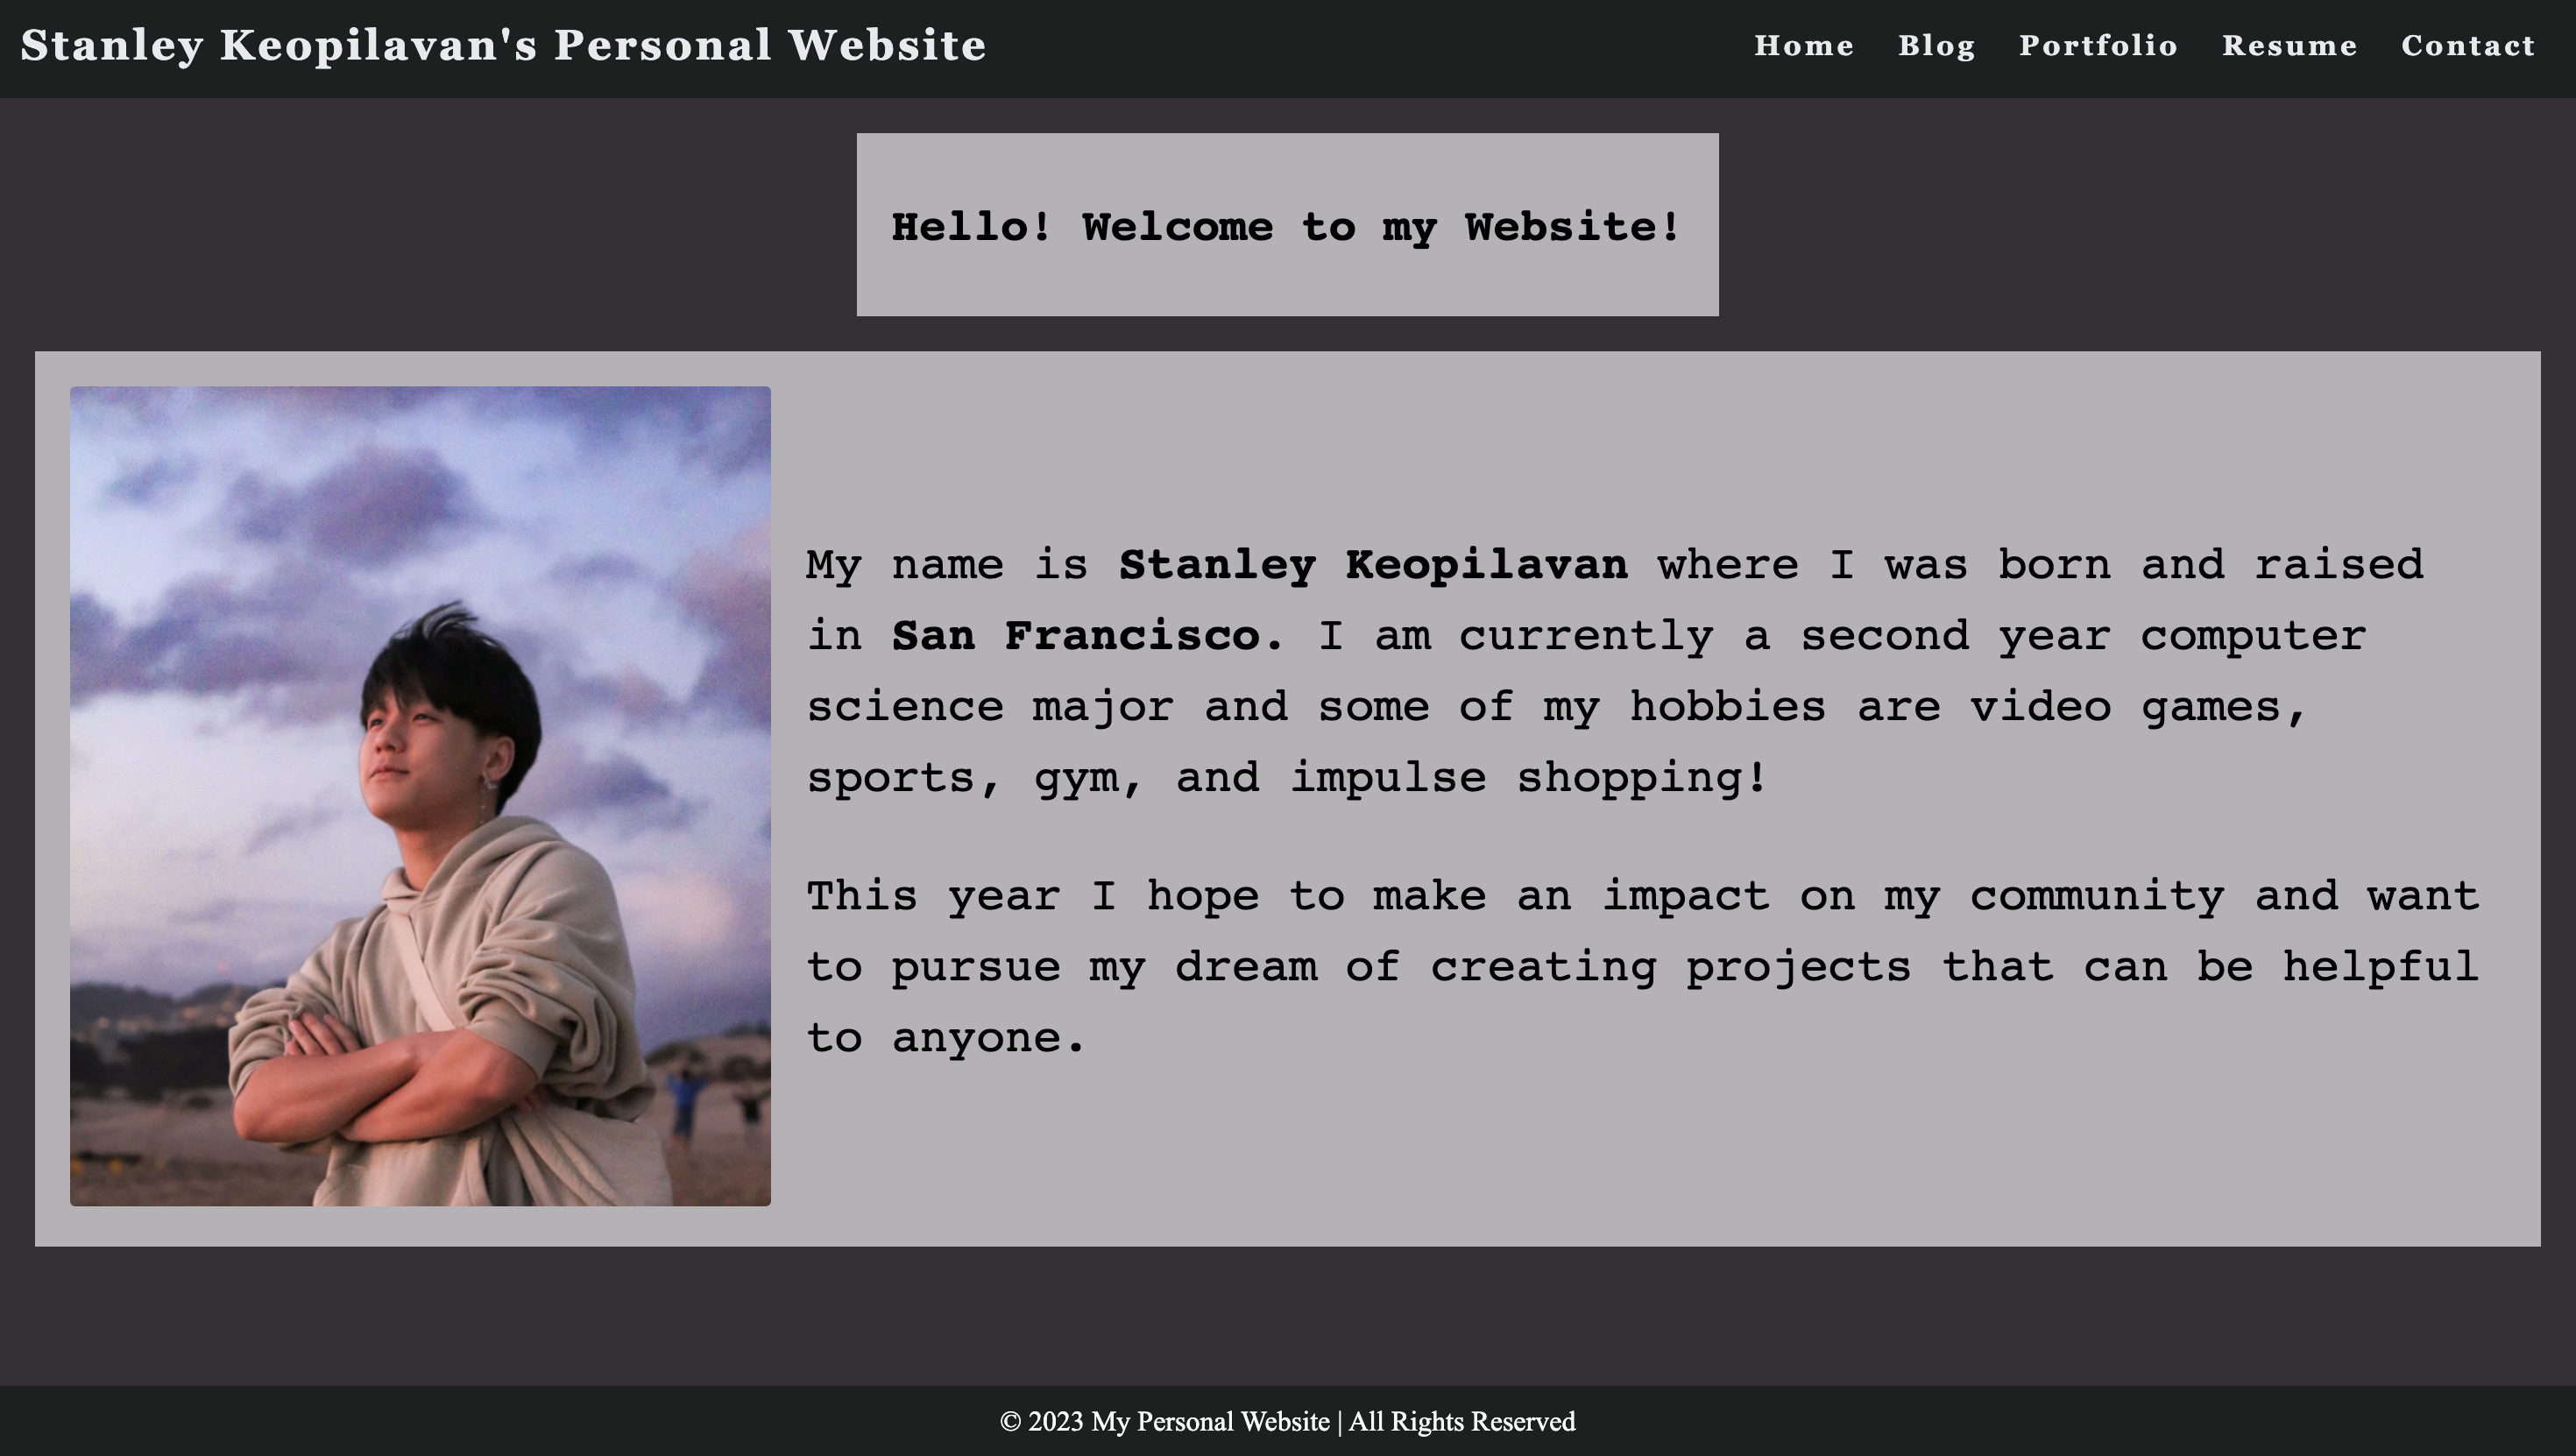 Stanley Keopilavan's Personal Website
Home Blog Portfolio Resume Contact
Hello! Welcome to my Website!
My name is Stanley Keopilavan where I was born and raised
in San Francisco. I am currently a second year computer
science major and some of my hobbies are video games,
sports, gym, and impulse shopping!
This year I hope to make an impact on my community and want
to pursue my dream of creating projects that can be helpful
to anyone.
© 2023 My Personal Website | All Rights Reserved